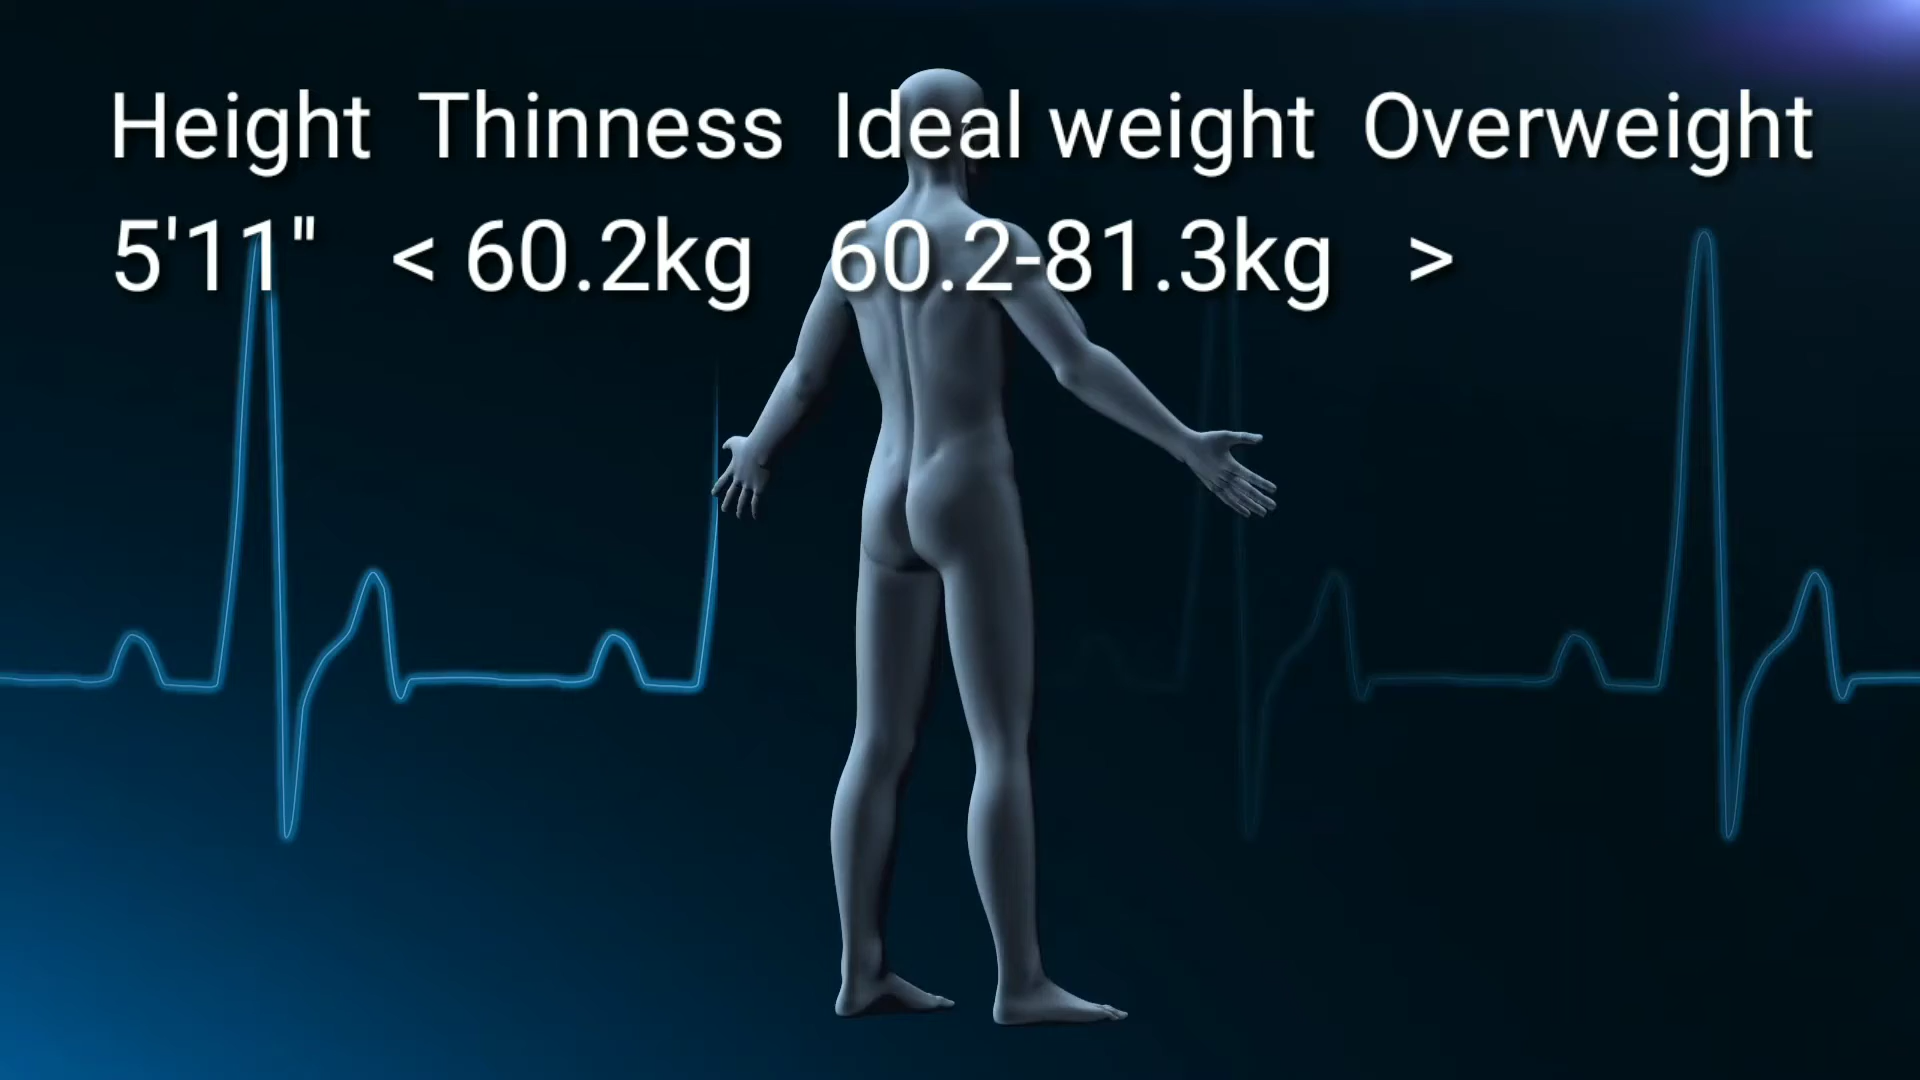 Height Thinness Ideal weight Overweight
5'11" < 60.2kg 60.2-81.3kg >